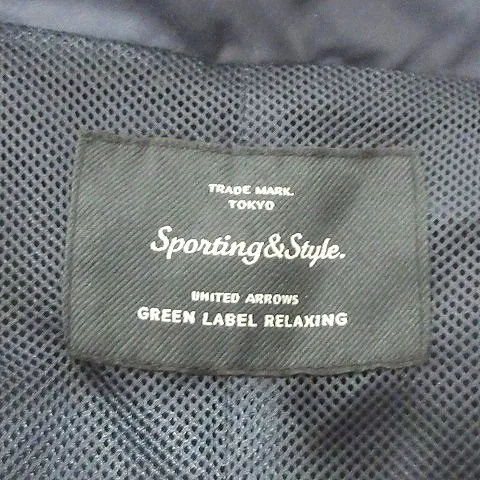 TRADE MARK.
TOKYO
Sporting&Style.
UNITED ARROWS
GREEN LABEL RELAXING